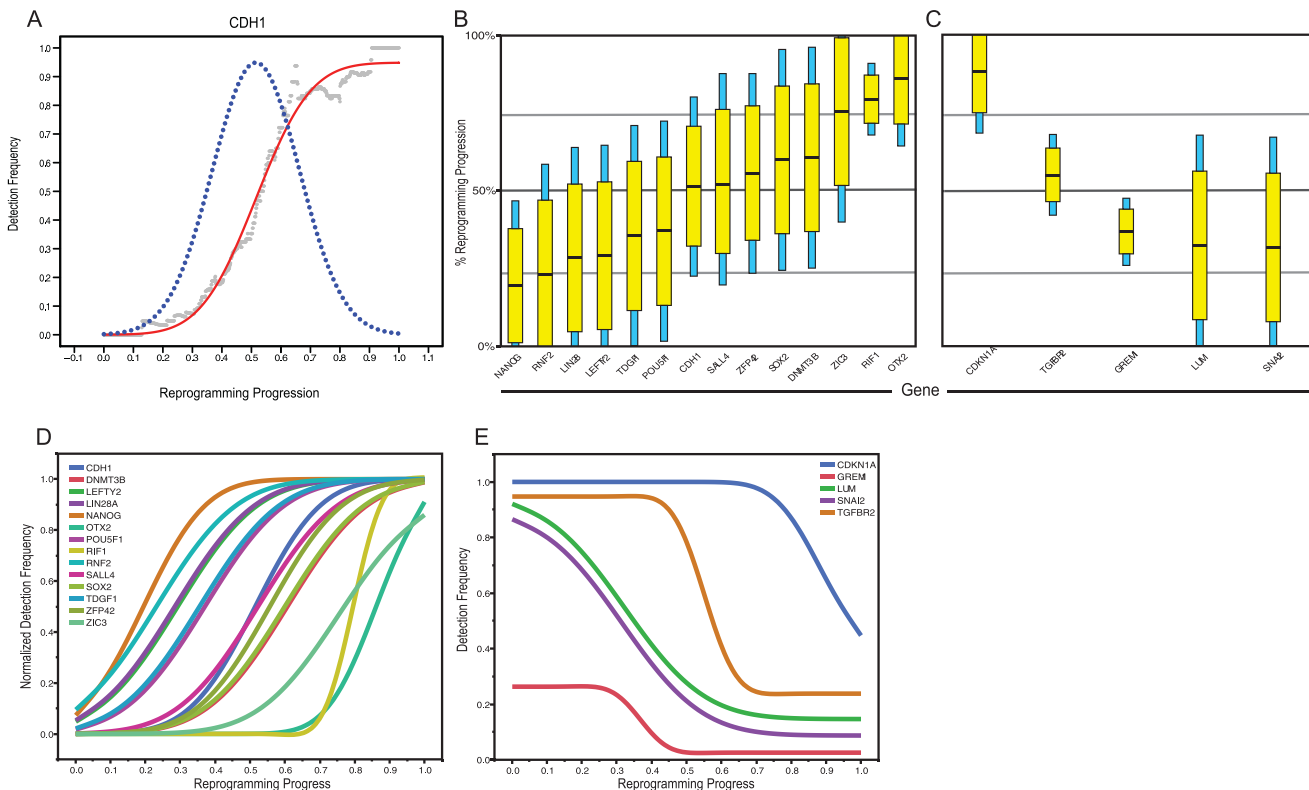 A
CDH1
Detection Frequency
1.0
0.9
0.8
0.7
0.6
0.5
0.4
0.3
0.2
0.1
0.0
−0.1 0.0 0.1 0.2 0.3 0.4 0.5 0.6 0.7 0.8 0.9 1.0 1.1
Reprogramming Progression
B
% Reprogramming Progression
100%
50%
0%
NANOG RNF2 LIN28 LEFTY2 TDGF1 POU5F1 CDH1 SALL4 ZFP42 SOX2 DNMT3B ZIC3 RIF1 OTX2
C
CDKN1A TGFBR2 GREM1 LUM SNAI2
Gene
D
Normalized Detection Frequency
1.0
0.8
0.6
0.4
0.2
0.0
CDH1
DNMT3B
LEFTY2
LIN28A
NANOG
OTX2
POU5F1
RIF1
RNF2
SALL4
SOX2
TDGF1
ZFP42
ZIC3
0.0 0.1 0.2 0.3 0.4 0.5 0.6 0.7 0.8 0.9 1.0
Reprogramming Progress
E
Detection Frequency
1.0
0.8
0.6
0.4
0.2
0.0
CDKN1A
GREM1
LUM
SNAI2
TGFBR2
0.0 0.1 0.2 0.3 0.4 0.5 0.6 0.7 0.8 0.9 1.0
Reprogramming Progress